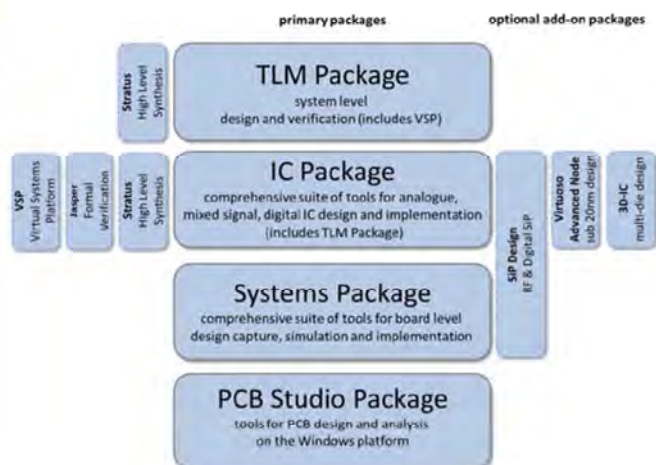 primary packages
optional add-on packages
Stratus
High Level
Synthesis
TLM Package
system level
design and verification (includes VSP)
VSP
Virtual Systems
Platform
Jasper
Formal
Verification
Stratus
High Level
Synthesis
IC Package
comprehensive suite of tools for analogue,
mixed signal, digital IC design and implementation
(includes TLM Package)
SiP Design
RF & Digital SiP
Virtuoso
Advanced Node
sub 20nm design
3D-IC
multi-die design
Systems Package
comprehensive suite of tools for board level
design capture, simulation and implementation
PCB Studio Package
tools for PCB design and analysis
on the Windows platform